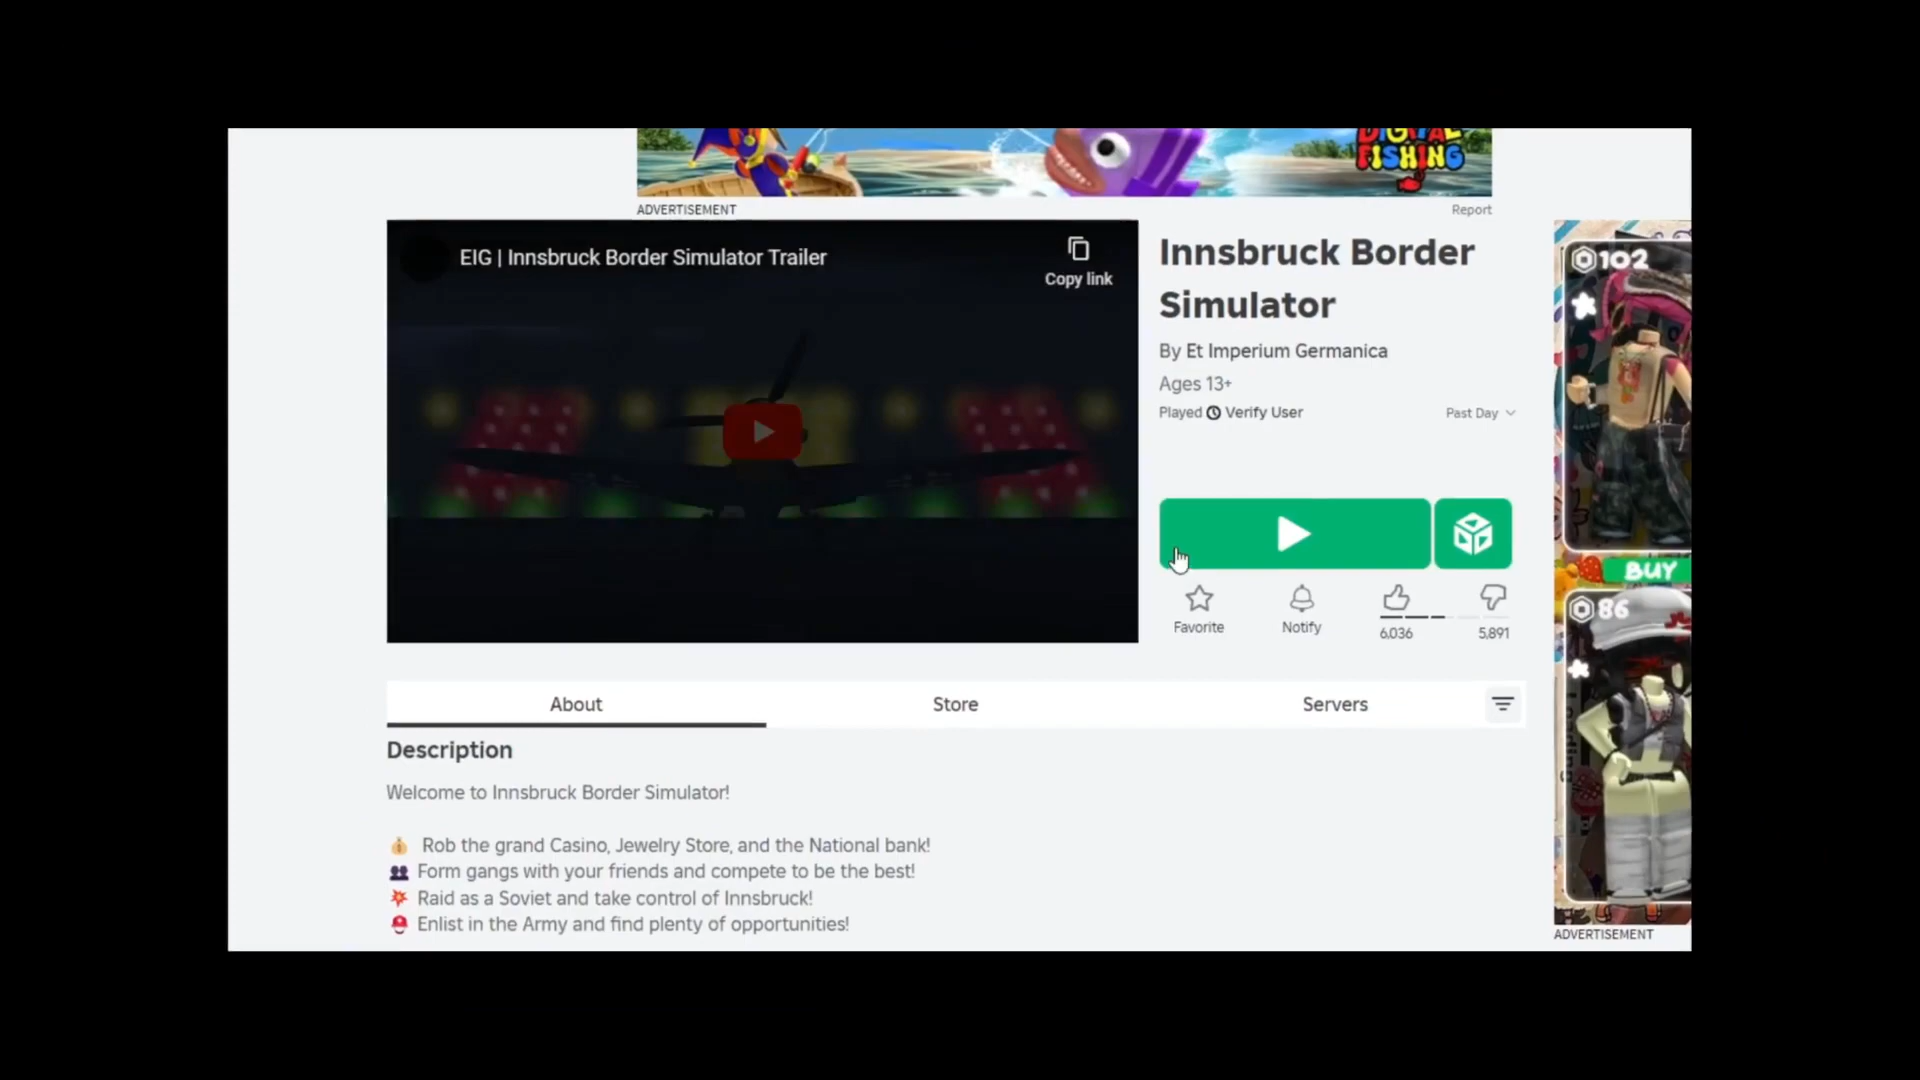 DIGITAL
FISHING
ADVERTISEMENT
Report
EIG | Innsbruck Border Simulator Trailer
Copy link
Innsbruck Border
Simulator
By Et Imperium Germanica
Ages 13+
Played Verify User
Past Day
Favorite
Notify
6,036
5,891
102
BUY
86
About
Store
Servers
Description
Welcome to Innsbruck Border Simulator!
Rob the grand Casino, Jewelry Store, and the National bank!
Form gangs with your friends and compete to be the best!
Raid as a Soviet and take control of Innsbruck!
Enlist in the Army and find plenty of opportunities!
ADVERTISEMENT